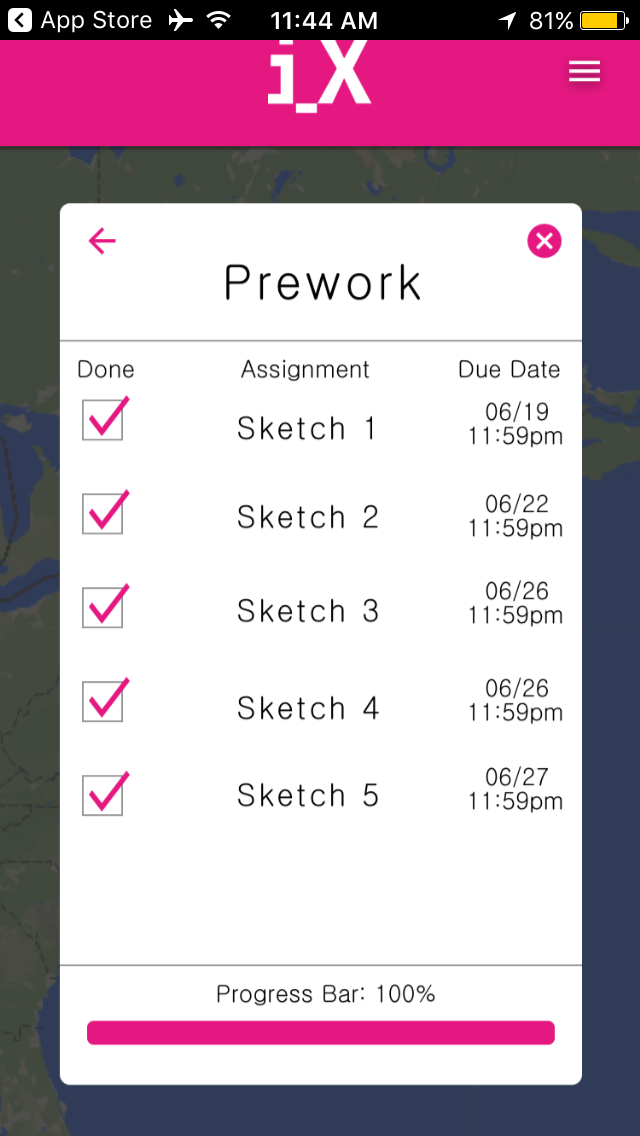 App Store 11:44 AM 81%
i_X
Prework
Done Assignment Due Date
Sketch 1 06/19
11:59pm
Sketch 2 06/22
11:59pm
Sketch 3 06/26
11:59pm
Sketch 4 06/26
11:59pm
Sketch 5 06/27
11:59pm
Progress Bar: 100%